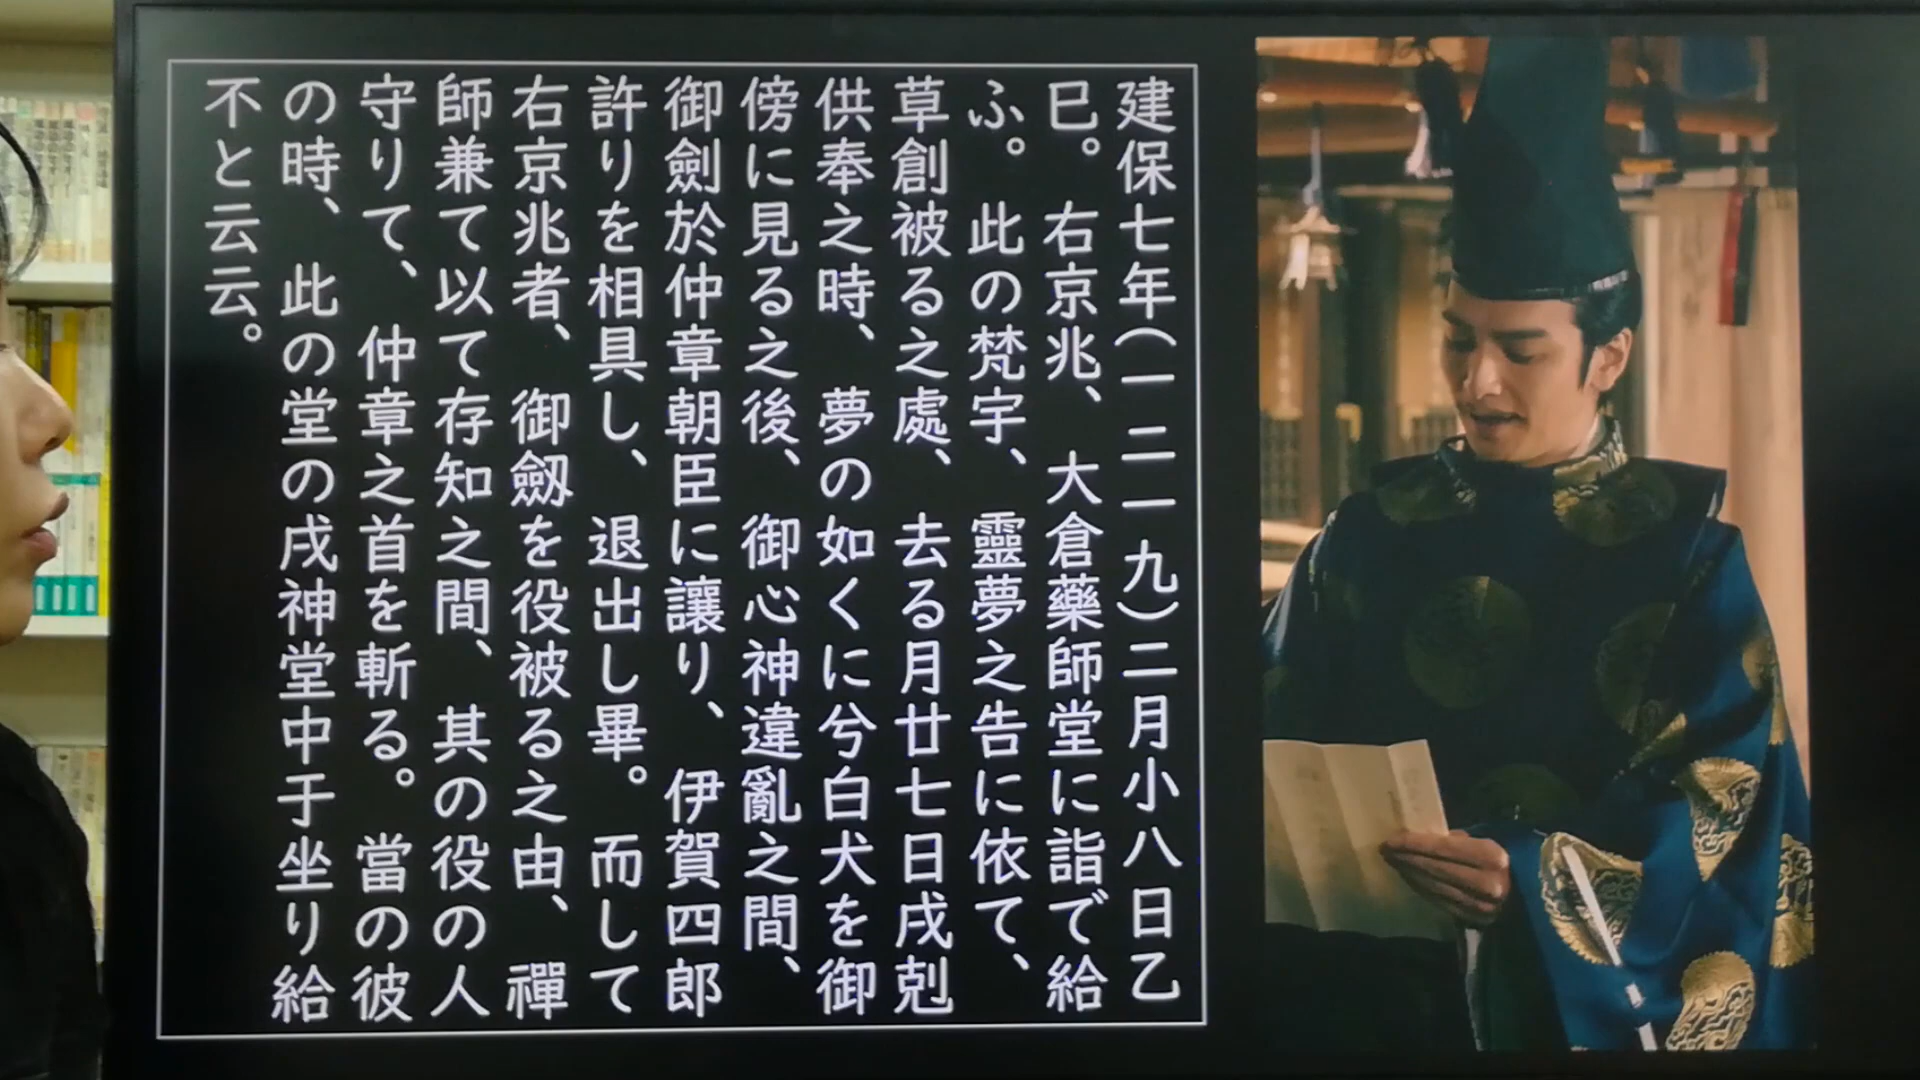 建保七年(一二一九)二月小八日乙
巳。右京兆、大倉藥師堂に詣で給
ふ。此の梵宇、靈夢之告に依て、
草創被る之處、去る月廿七日戌剋
供奉之時、夢の如くに兮白犬を御
傍に見る之後、御心神違亂之間、
御劍於仲章朝臣に讓り、伊賀四郎
許りを相具し、退出し畢。而して
右京兆者、御劔を役被る之由、禪
師兼て以て存知之間、其の役の人
守りて、仲章之首を斬る。當の彼
の時、此の堂の戌神堂中于坐り給
不と云云。